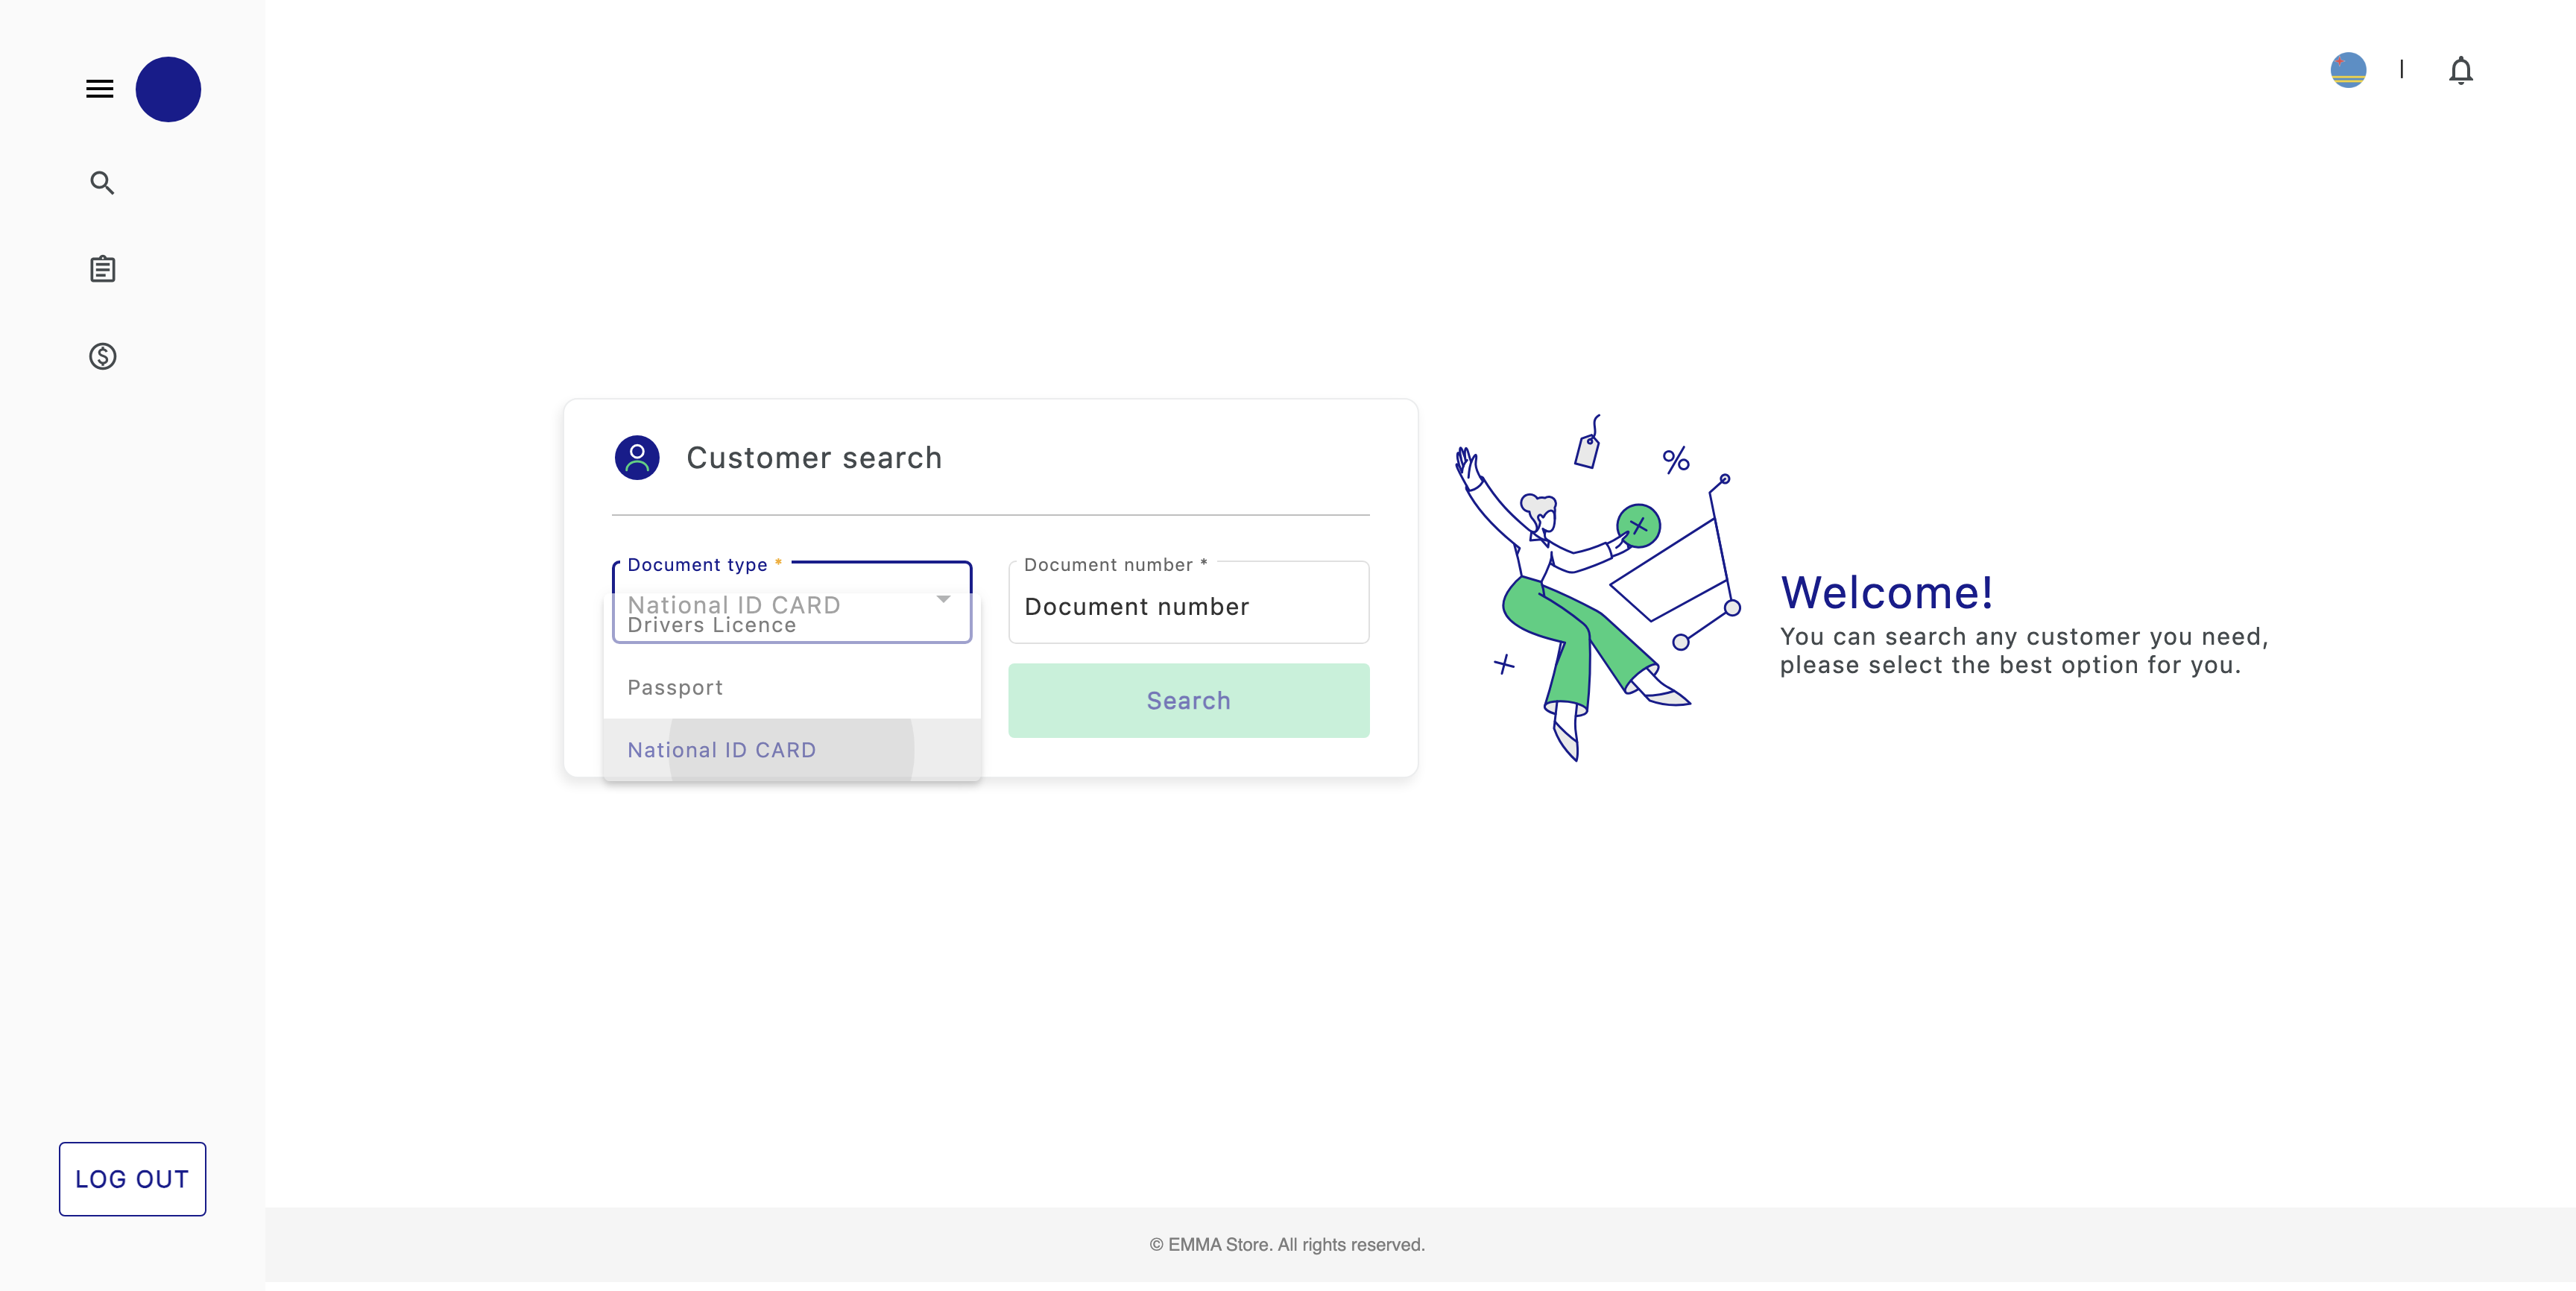 Customer search
Document type *
National ID CARD
Drivers Licence
Passport
National ID CARD
Document number *
Document number
Search
Welcome!
You can search any customer you need,
please select the best option for you.
LOG OUT
© EMMA Store. All rights reserved.